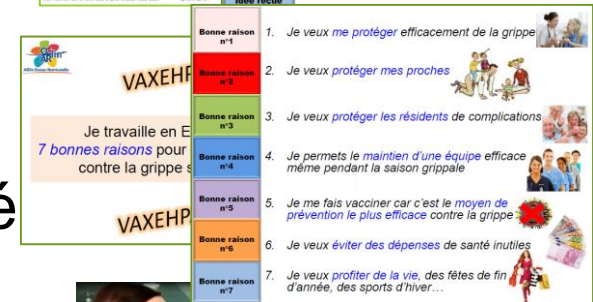 Idée reçue
VAXEHP
Je travaille en E
7 bonnes raisons pour
contre la grippe s
VAXEHPA
é
Bonne raison
n°1
1. Je veux me protéger efficacement de la grippe
Bonne raison
n°2
2. Je veux protéger mes proches
Bonne raison
n°3
3. Je veux protéger les résidents de complications
Bonne raison
n°4
4. Je permets le maintien d'une équipe efficace
même pendant la saison grippale
Bonne raison
n°5
5. Je me fais vacciner car c'est le moyen de
prévention le plus efficace contre la grippe
Bonne raison
n°6
6. Je veux éviter des dépenses de santé inutiles
Bonne raison
n°7
7. Je veux profiter de la vie, des fêtes de fin
d'année, des sports d'hiver…